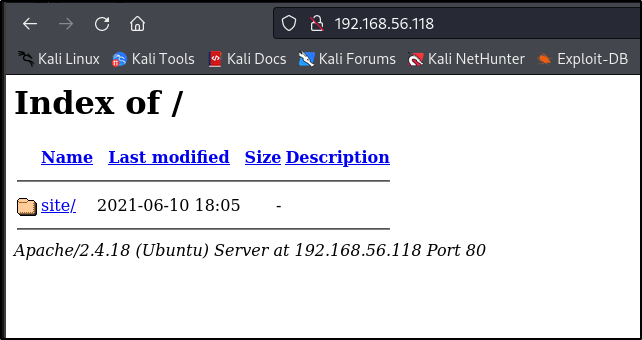 192.168.56.118
Kali Linux Kali Tools Kali Docs Kali Forums Kali NetHunter Exploit-DB
Index of /
Name Last modified Size Description
site/ 2021-06-10 18:05 -
Apache/2.4.18 (Ubuntu) Server at 192.168.56.118 Port 80